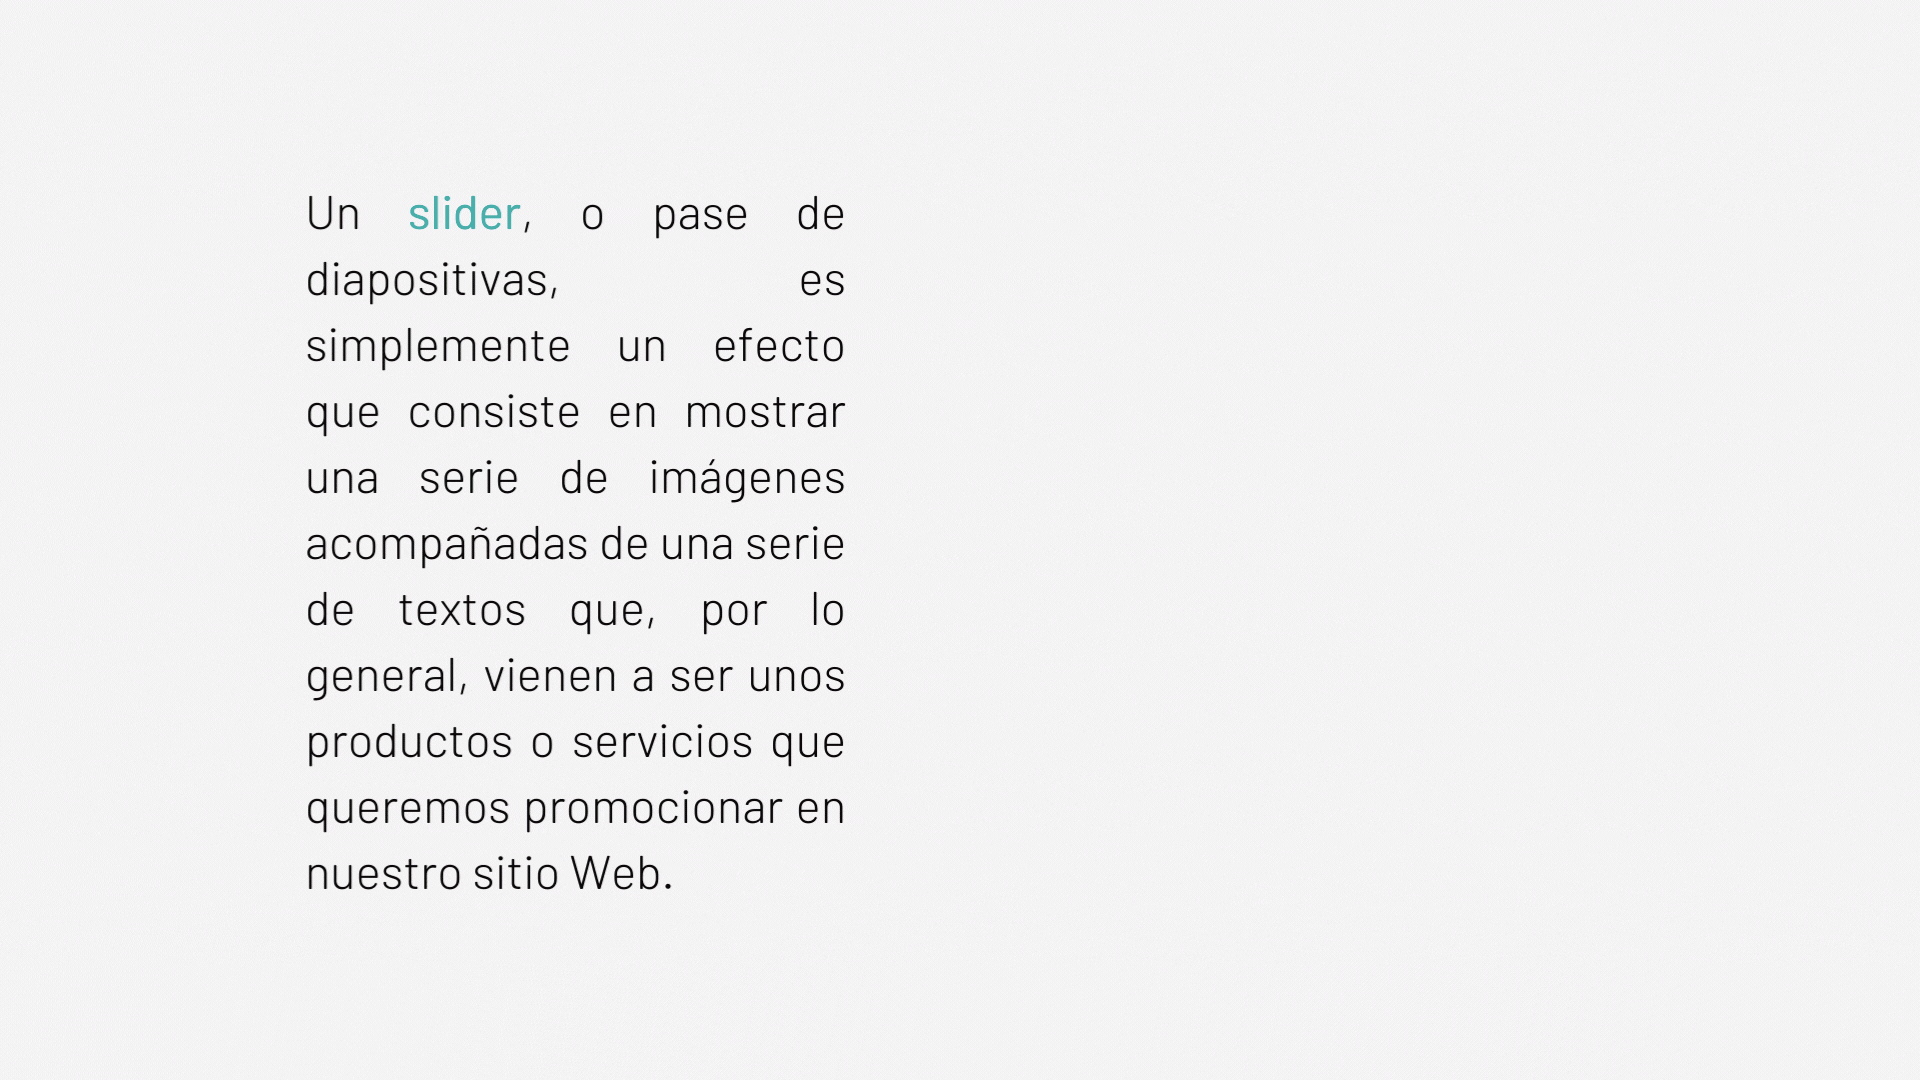 Un slider, o pase de
diapositivas, es
simplemente un efecto
que consiste en mostrar
una serie de imágenes
acompañadas de una serie
de textos que, por lo
general, vienen a ser unos
productos o servicios que
queremos promocionar en
nuestro sitio Web.